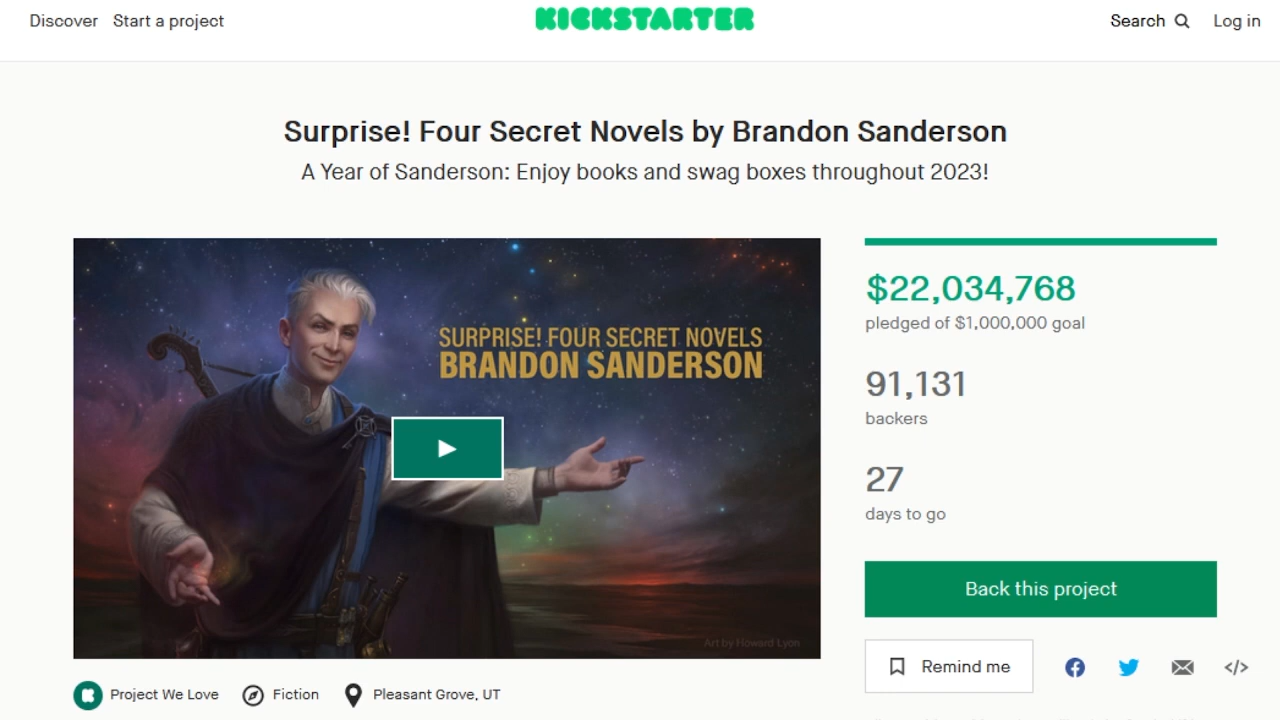 Discover Start a project KICKSTARTER Search Log in
Surprise! Four Secret Novels by Brandon Sanderson
A Year of Sanderson: Enjoy books and swag boxes throughout 2023!
SURPRISE! FOUR SECRET NOVELS
BRANDON SANDERSON
Art by Howard Lyon
$22,034,768
pledged of $1,000,000 goal
91,131
backers
27
days to go
Back this project
Remind me
Project We Love Fiction Pleasant Grove, UT